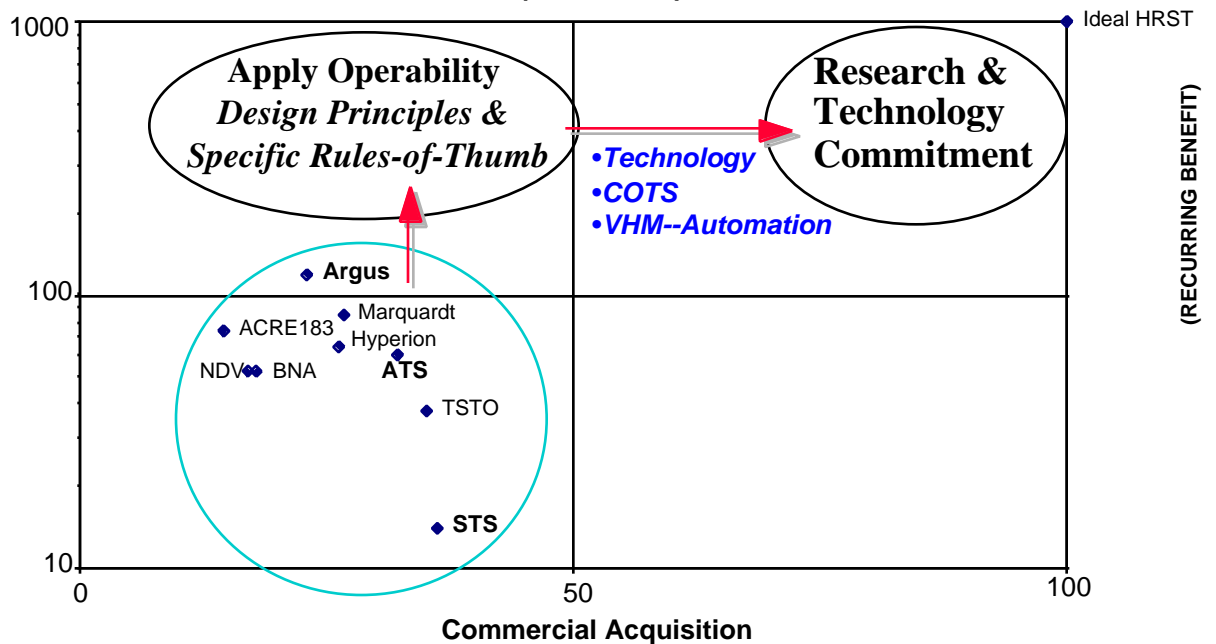 1000
Ideal HRST
Apply Operability
Design Principles &
Specific Rules-of-Thumb
Research &
Technology
Commitment
•Technology
•COTS
•VHM--Automation
(RECURRING BENEFIT)
Argus
100
Marquardt
ACRE183
Hyperion
NDV
BNA
ATS
TSTO
STS
10
0
50
100
Commercial Acquisition